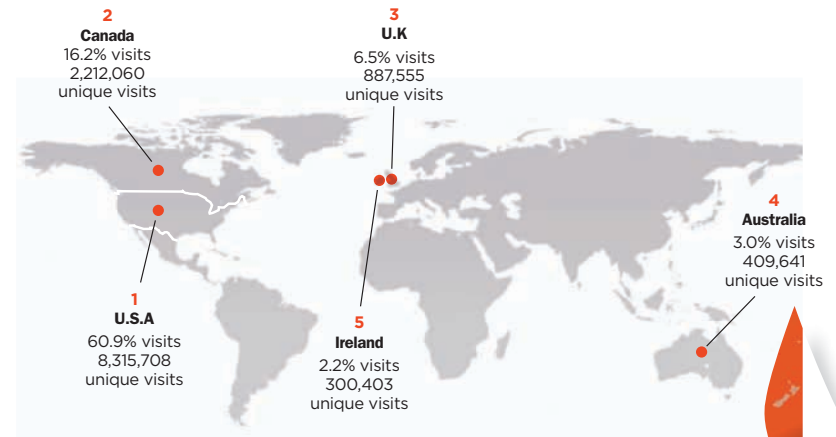 2
Canada
16.2% visits
2,212,060
unique visits
3
U.K
6.5% visits
887,555
unique visits
4
Australia
3.0% visits
409,641
unique visits
1
U.S.A
60.9% visits
8,315,708
unique visits
5
Ireland
2.2% visits
300,403
unique visits